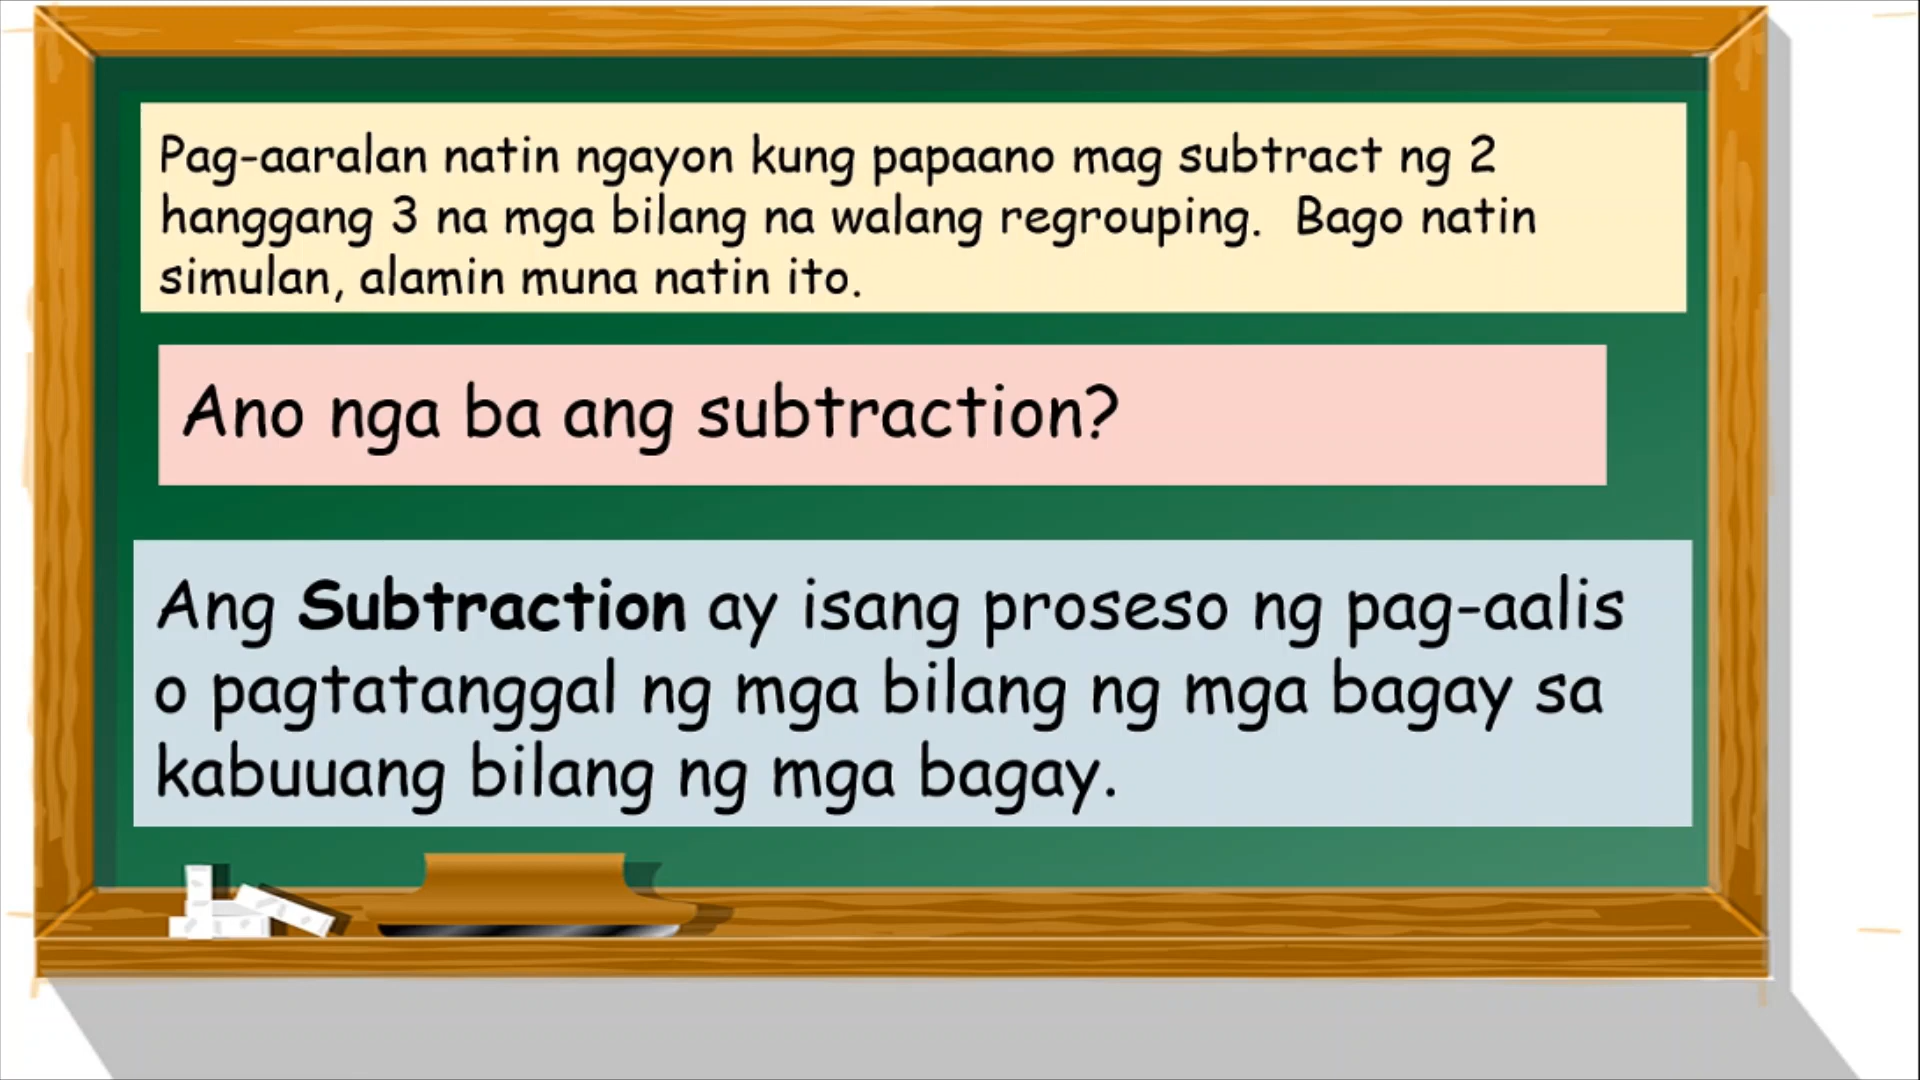 Pag-aaralan natin ngayon kung papaano mag subtract ng 2
hanggang 3 na mga bilang na walang regrouping.  Bago natin
simulan, alamin muna natin ito.
Ano nga ba ang subtraction?
Ang Subtraction ay isang proseso ng pag-aalis
o pagtatanggal ng mga bilang ng mga bagay sa
kabuuang bilang ng mga bagay.